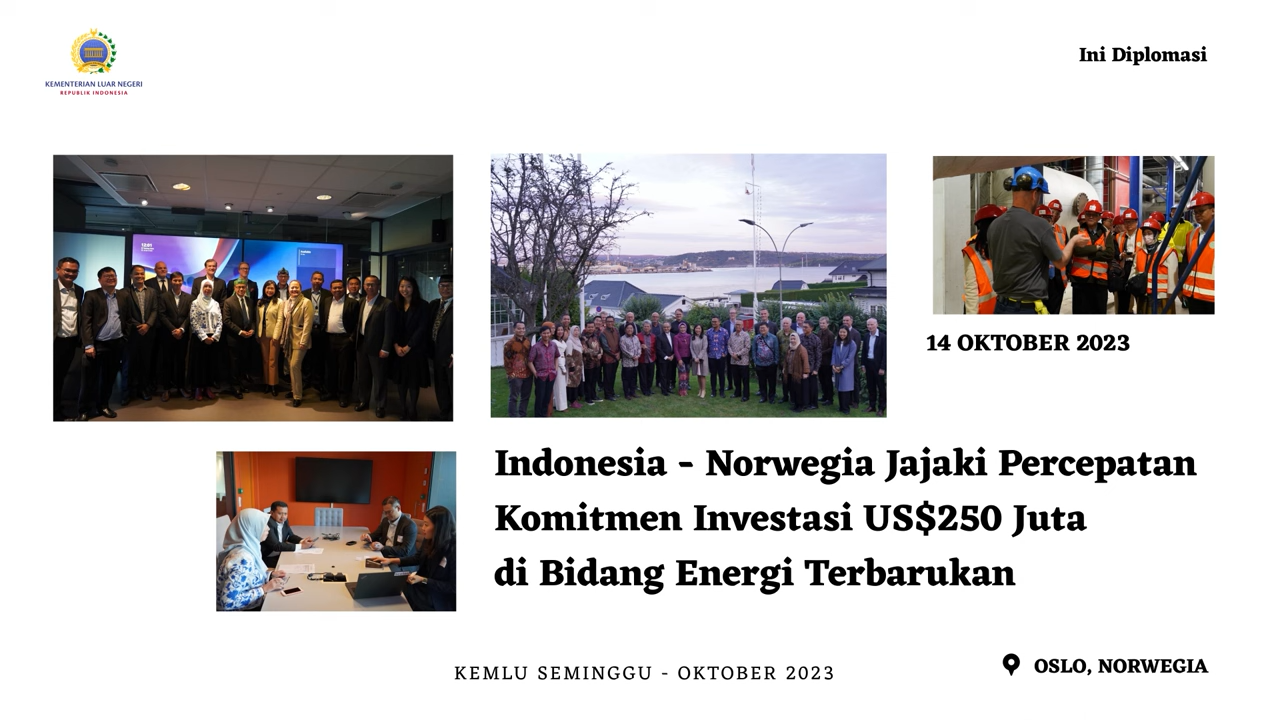 KEMENTERIAN LUAR NEGERI
REPUBLIK INDONESIA
Ini Diplomasi
14 OKTOBER 2023
Indonesia - Norwegia Jajaki Percepatan
Komitmen Investasi US$250 Juta
di Bidang Energi Terbarukan
KEMLU SEMINGGU - OKTOBER 2023
OSLO, NORWEGIA